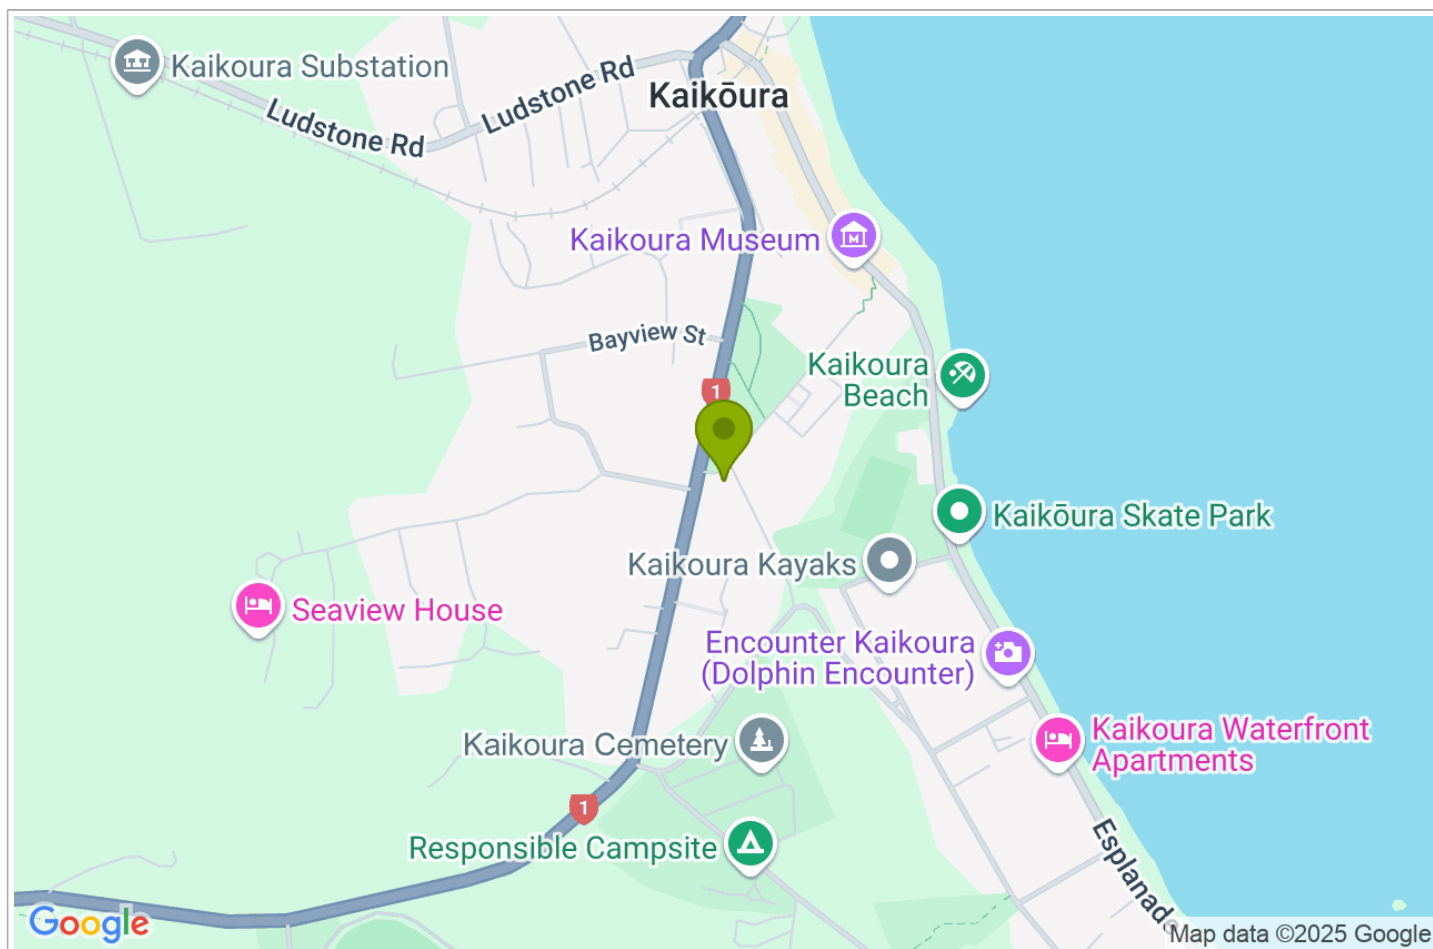 Kaikoura Substation
Ludstone Rd
Ludstone Rd
Kaikōura
Kaikoura Museum
Bayview St
1
Kaikoura
Beach
Kaikōura Skate Park
Kaikoura Kayaks
Seaview House
Encounter Kaikoura
(Dolphin Encounter)
Kaikoura Cemetery
Kaikoura Waterfront
Apartments
1
Responsible Campsite
Esplanade
Google
Map data ©2025 Google